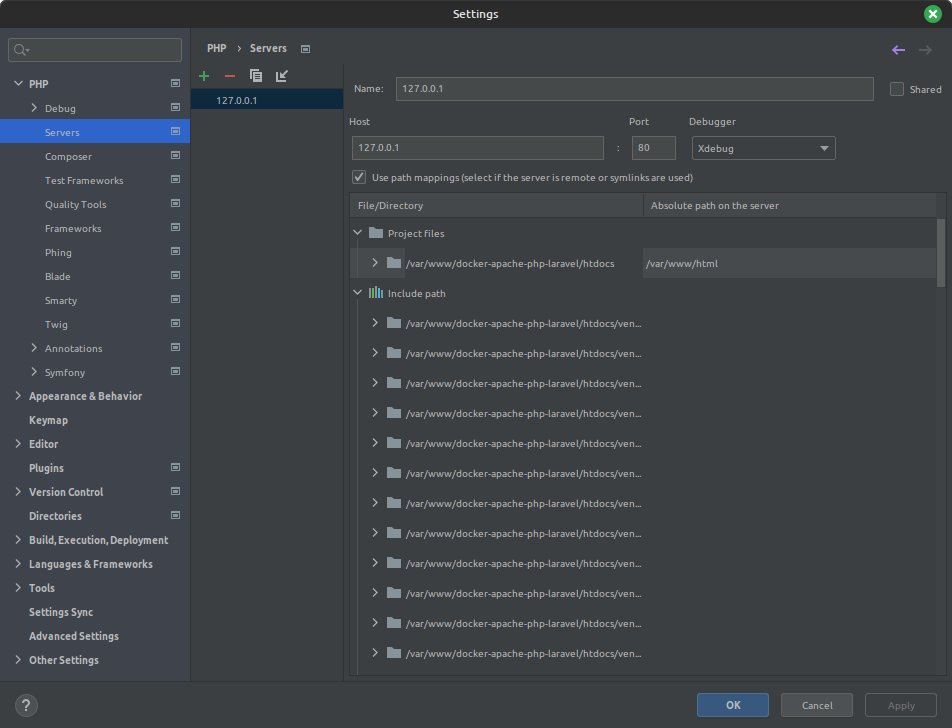 Settings
PHP › Servers
PHP
Debug
Servers
Composer
Test Frameworks
Quality Tools
Frameworks
Phing
Blade
Smarty
Twig
Annotations
Symfony
Appearance & Behavior
Keymap
Editor
Plugins
Version Control
Directories
Build, Execution, Deployment
Languages & Frameworks
Tools
Settings Sync
Advanced Settings
Other Settings
127.0.0.1
Name: 127.0.0.1 Shared
Host Port Debugger
127.0.0.1 : 80 Xdebug
Use path mappings (select if the server is remote or symlinks are used)
File/Directory Absolute path on the server
Project files
/var/www/docker-apache-php-laravel/htdocs /var/www/html
Include path
/var/www/docker-apache-php-laravel/htdocs/ven...
/var/www/docker-apache-php-laravel/htdocs/ven...
/var/www/docker-apache-php-laravel/htdocs/ven...
/var/www/docker-apache-php-laravel/htdocs/ven...
/var/www/docker-apache-php-laravel/htdocs/ven...
/var/www/docker-apache-php-laravel/htdocs/ven...
/var/www/docker-apache-php-laravel/htdocs/ven...
/var/www/docker-apache-php-laravel/htdocs/ven...
/var/www/docker-apache-php-laravel/htdocs/ven...
/var/www/docker-apache-php-laravel/htdocs/ven...
/var/www/docker-apache-php-laravel/htdocs/ven...
/var/www/docker-apache-php-laravel/htdocs/ven...
? OK Cancel Apply